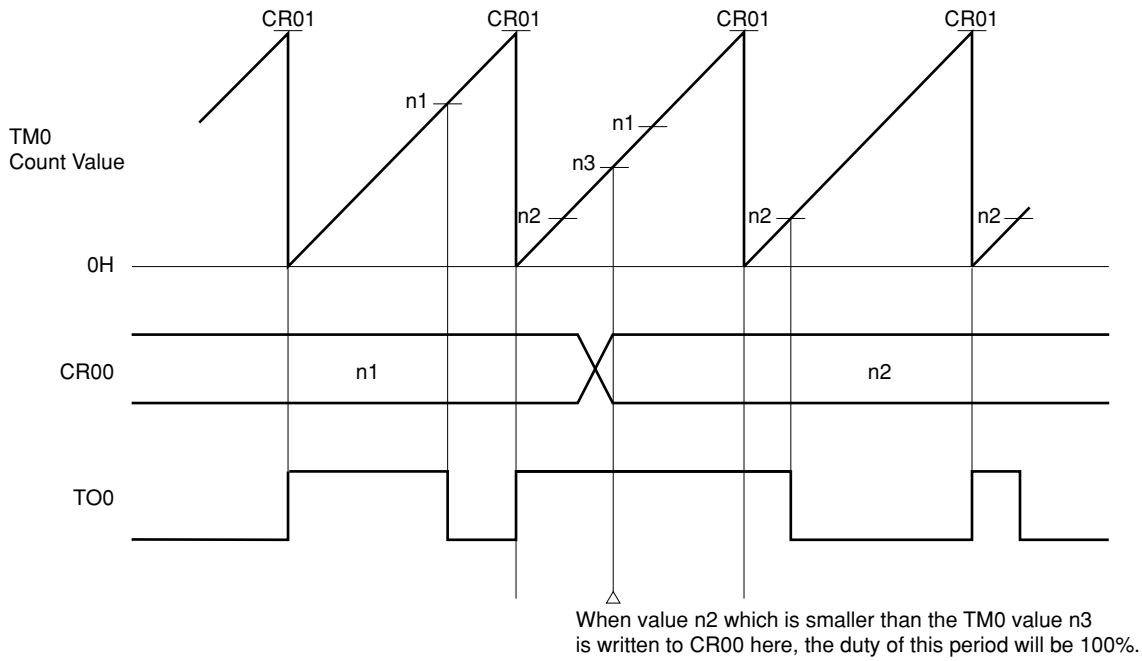 CR01 CR01 CR01 CR01
n1
n1
TM0
Count Value
n3
n2 n2 n2
0H
CR00 n1 n2
TO0
When value n2 which is smaller than the TM0 value n3
is written to CR00 here, the duty of this period will be 100%.